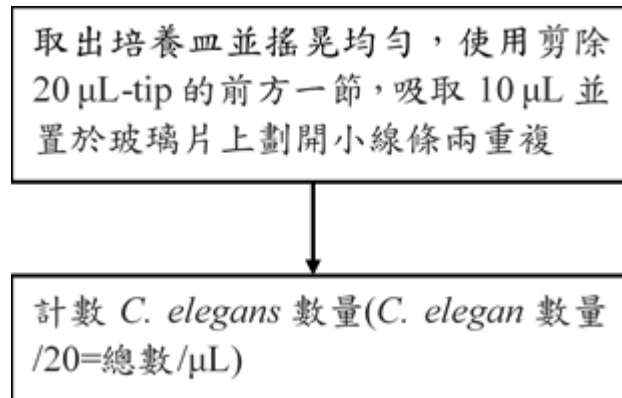 取出培養皿並搖晃均勻，使用剪除
20 μL-tip 的前方一節，吸取 10 μL 並
置於玻璃片上劃開小線條兩重複
計數 C. elegans 數量(C. elegan 數量
/20=總數/μL)